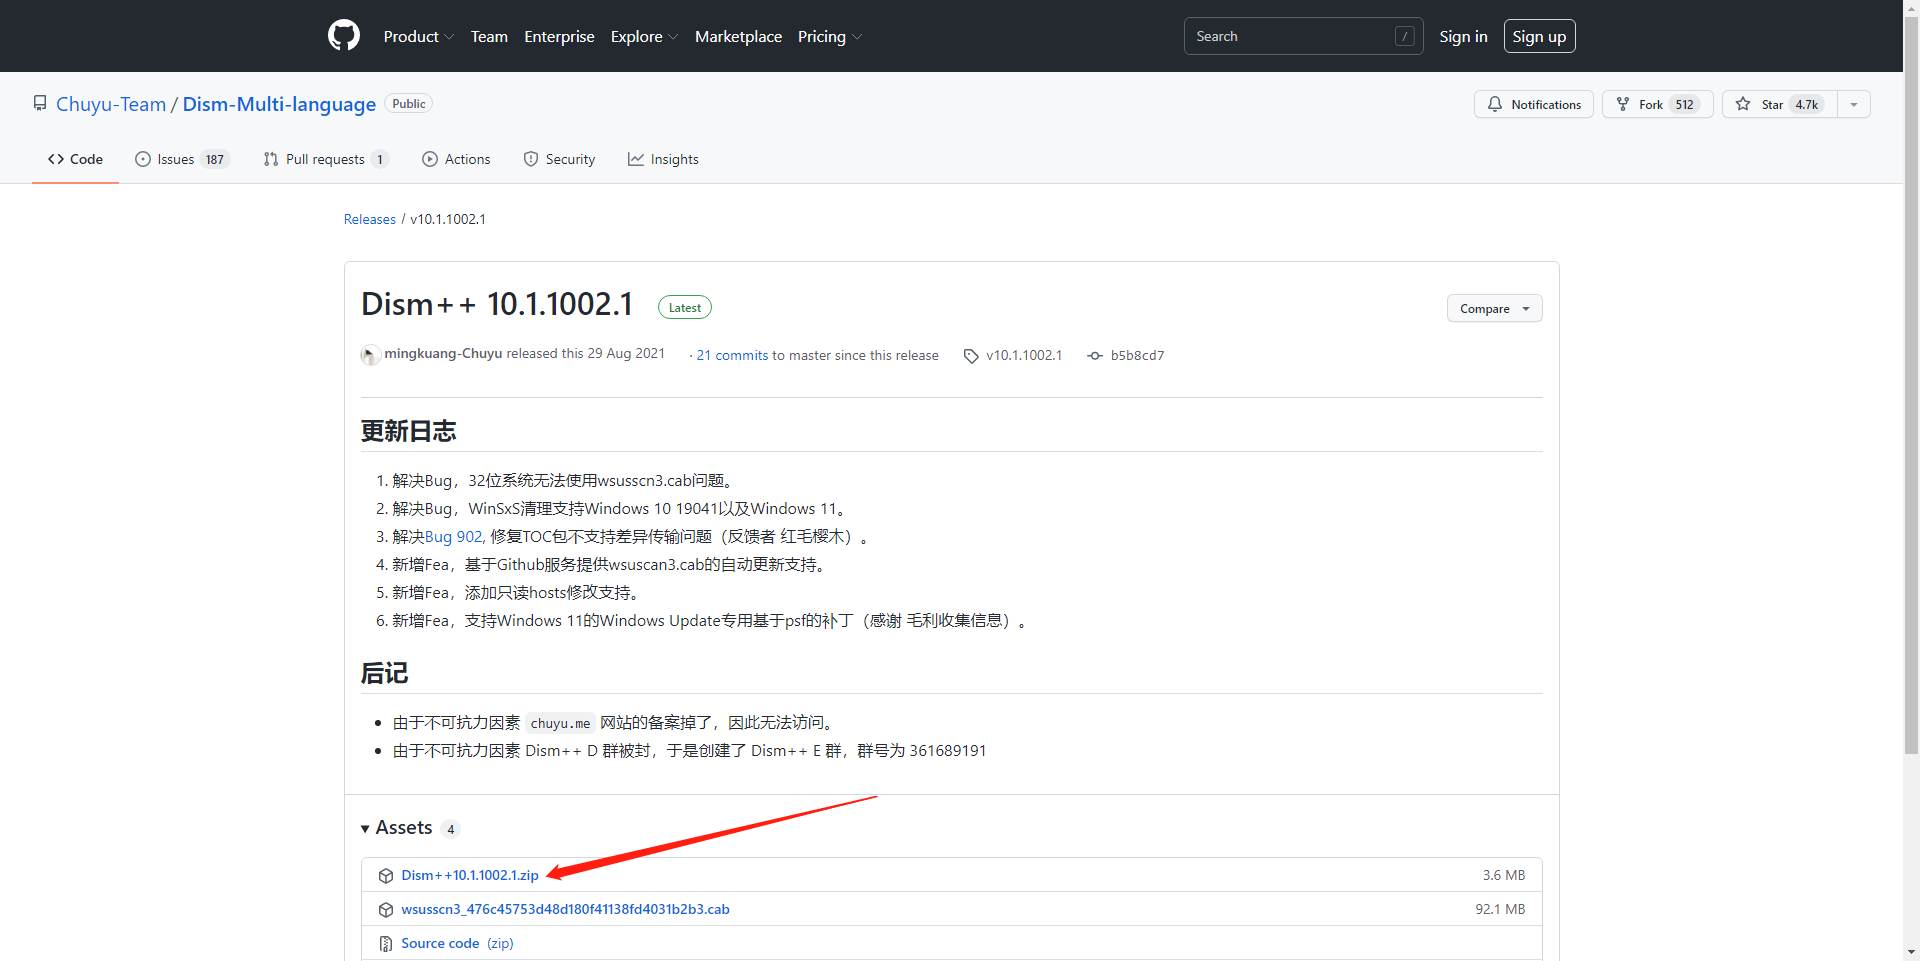 Product Team Enterprise Explore Marketplace Pricing Search / Sign in Sign up
Chuyu-Team / Dism-Multi-language Public Notifications Fork 512 Star 4.7k
Code Issues 187 Pull requests 1 Actions Security Insights
Releases / v10.1.1002.1
Dism++ 10.1.1002.1 Latest Compare
mingkuang-Chuyu released this 29 Aug 2021 · 21 commits to master since this release v10.1.1002.1 b5b8cd7
更新日志
1. 解决Bug，32位系统无法使用wsusscn3.cab问题。
2. 解决Bug，WinSxS清理支持Windows 10 19041以及Windows 11。
3. 解决Bug 902, 修复TOC包不支持差异传输问题（反馈者 红毛樱木）。
4. 新增Fea，基于Github服务提供wsuscan3.cab的自动更新支持。
5. 新增Fea，添加只读hosts修改支持。
6. 新增Fea，支持Windows 11的Windows Update专用基于psf的补丁（感谢 毛利收集信息）。
后记
• 由于不可抗力因素 chuyu.me 网站的备案掉了，因此无法访问。
• 由于不可抗力因素 Dism++ D 群被封，于是创建了 Dism++ E 群，群号为 361689191
Assets 4
Dism++10.1.1002.1.zip 3.6 MB
wsusscn3_476c45753d48d180f41138fd4031b2b3.cab 92.1 MB
Source code (zip)